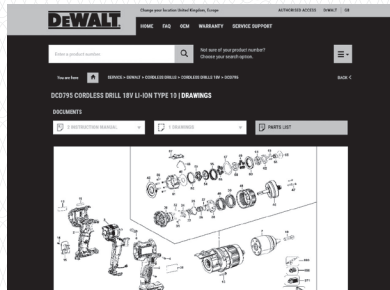 DEWALT.
Change your location United Kingdom, Europe
AUTHORISED ACCESS DEWALT GB
HOME FAQ OEM WARRANTY SERVICE SUPPORT
Enter a product number
Not sure of your product number?
Choose your search option.
You are here
SERVICE > DEWALT > CORDLESS DRILLS > CORDLESS DRILLS 18V > DCD795
BACK <
DCD795 CORDLESS DRILL 18V LI-ION TYPE 10 | DRAWINGS
DOCUMENTS
2 INSTRUCTION MANUAL
1 DRAWINGS
PARTS LIST